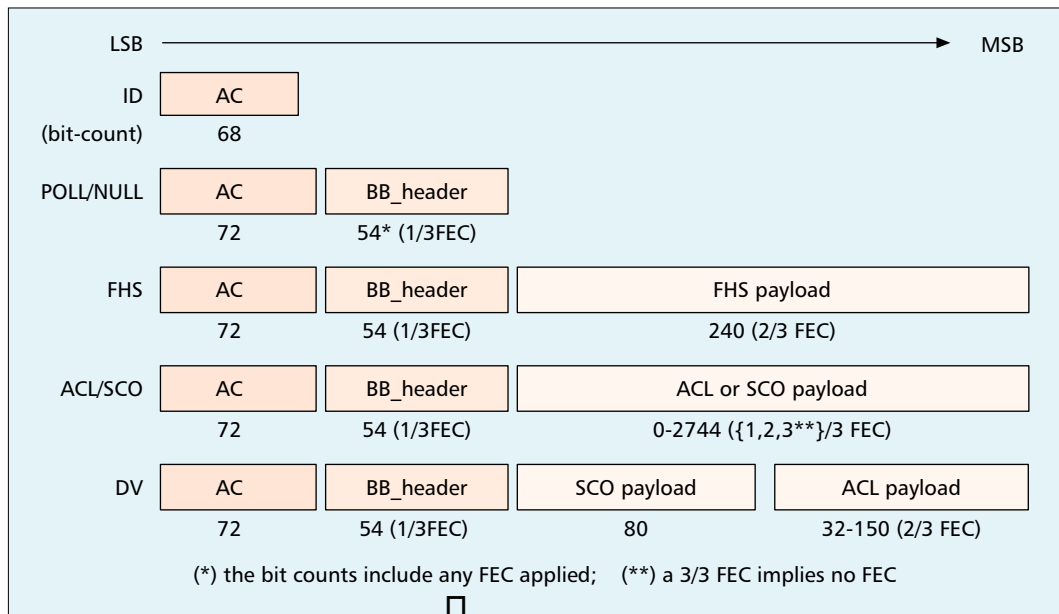 LSB MSB
ID AC
(bit-count) 68
POLL/NULL AC BB_header
72 54* (1/3FEC)
FHS AC BB_header FHS payload
72 54 (1/3FEC) 240 (2/3 FEC)
ACL/SCO AC BB_header ACL or SCO payload
72 54 (1/3FEC) 0-2744 ({1,2,3**}/3 FEC)
DV AC BB_header SCO payload ACL payload
72 54 (1/3FEC) 80 32-150 (2/3 FEC)
(*) the bit counts include any FEC applied; (**) a 3/3 FEC implies no FEC